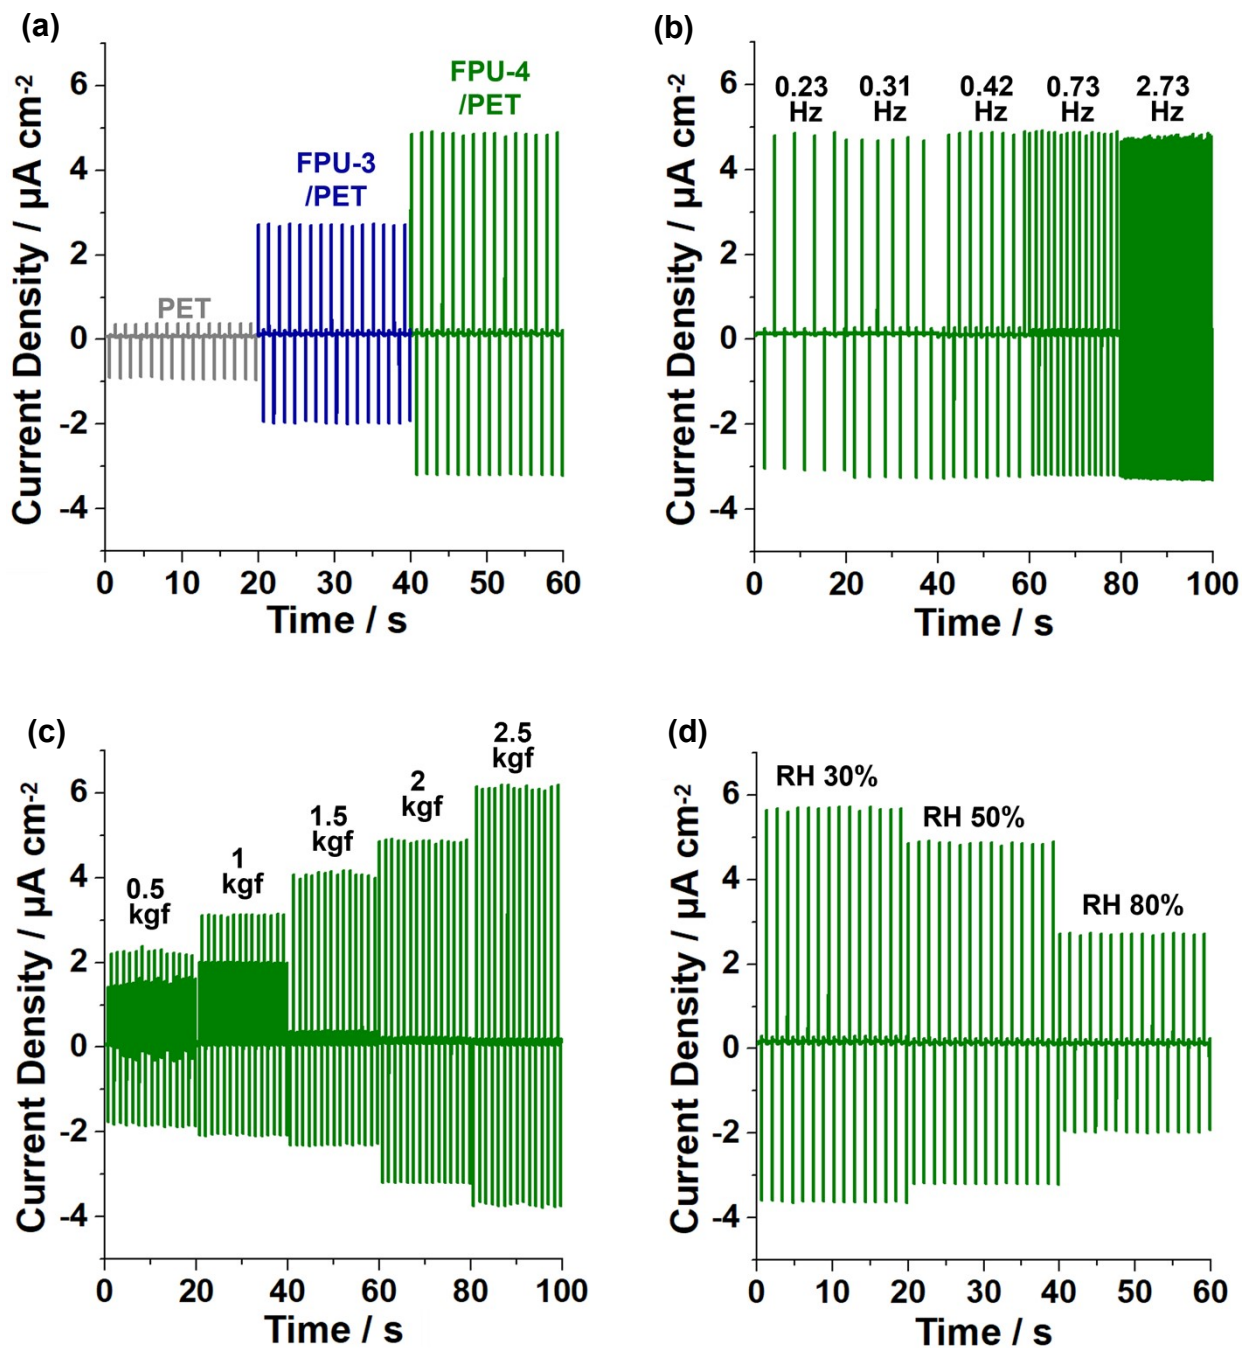 (a)
Current Density / µA cm-2
6
4
2
0
-2
-4
PET
FPU-3
/PET
FPU-4
/PET
0 10 20 30 40 50 60
Time / s
(b)
Current Density / µA cm-2
6
4
2
0
-2
-4
0.23
Hz
0.31
Hz
0.42
Hz
0.73
Hz
2.73
Hz
0 20 40 60 80 100
Time / s
(c)
Current Density / µA cm-2
6
4
2
0
-2
-4
0.5
kgf
1
kgf
1.5
kgf
2
kgf
2.5
kgf
0 20 40 60 80 100
Time / s
(d)
Current Density / µA cm-2
6
4
2
0
-2
-4
RH 30%
RH 50%
RH 80%
0 10 20 30 40 50 60
Time / s